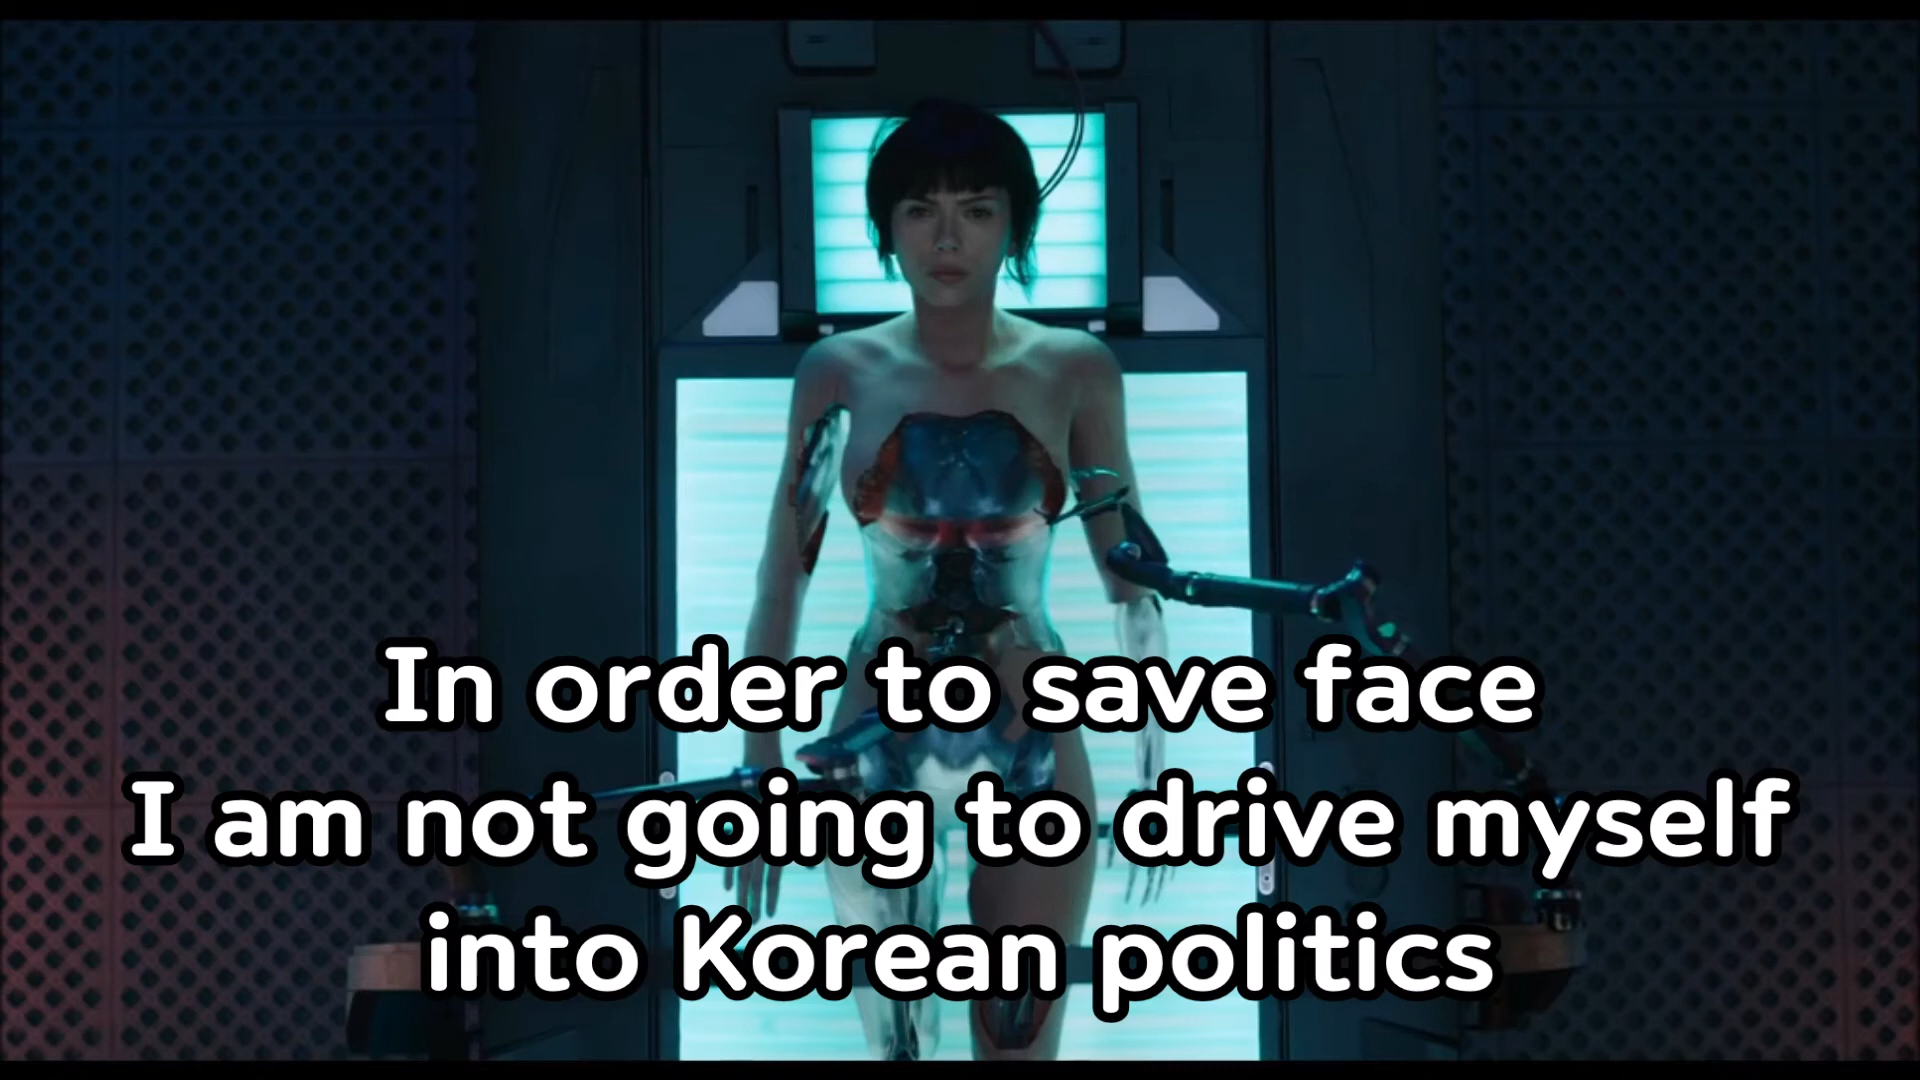 In order to save face
I am not going to drive myself
into Korean politics